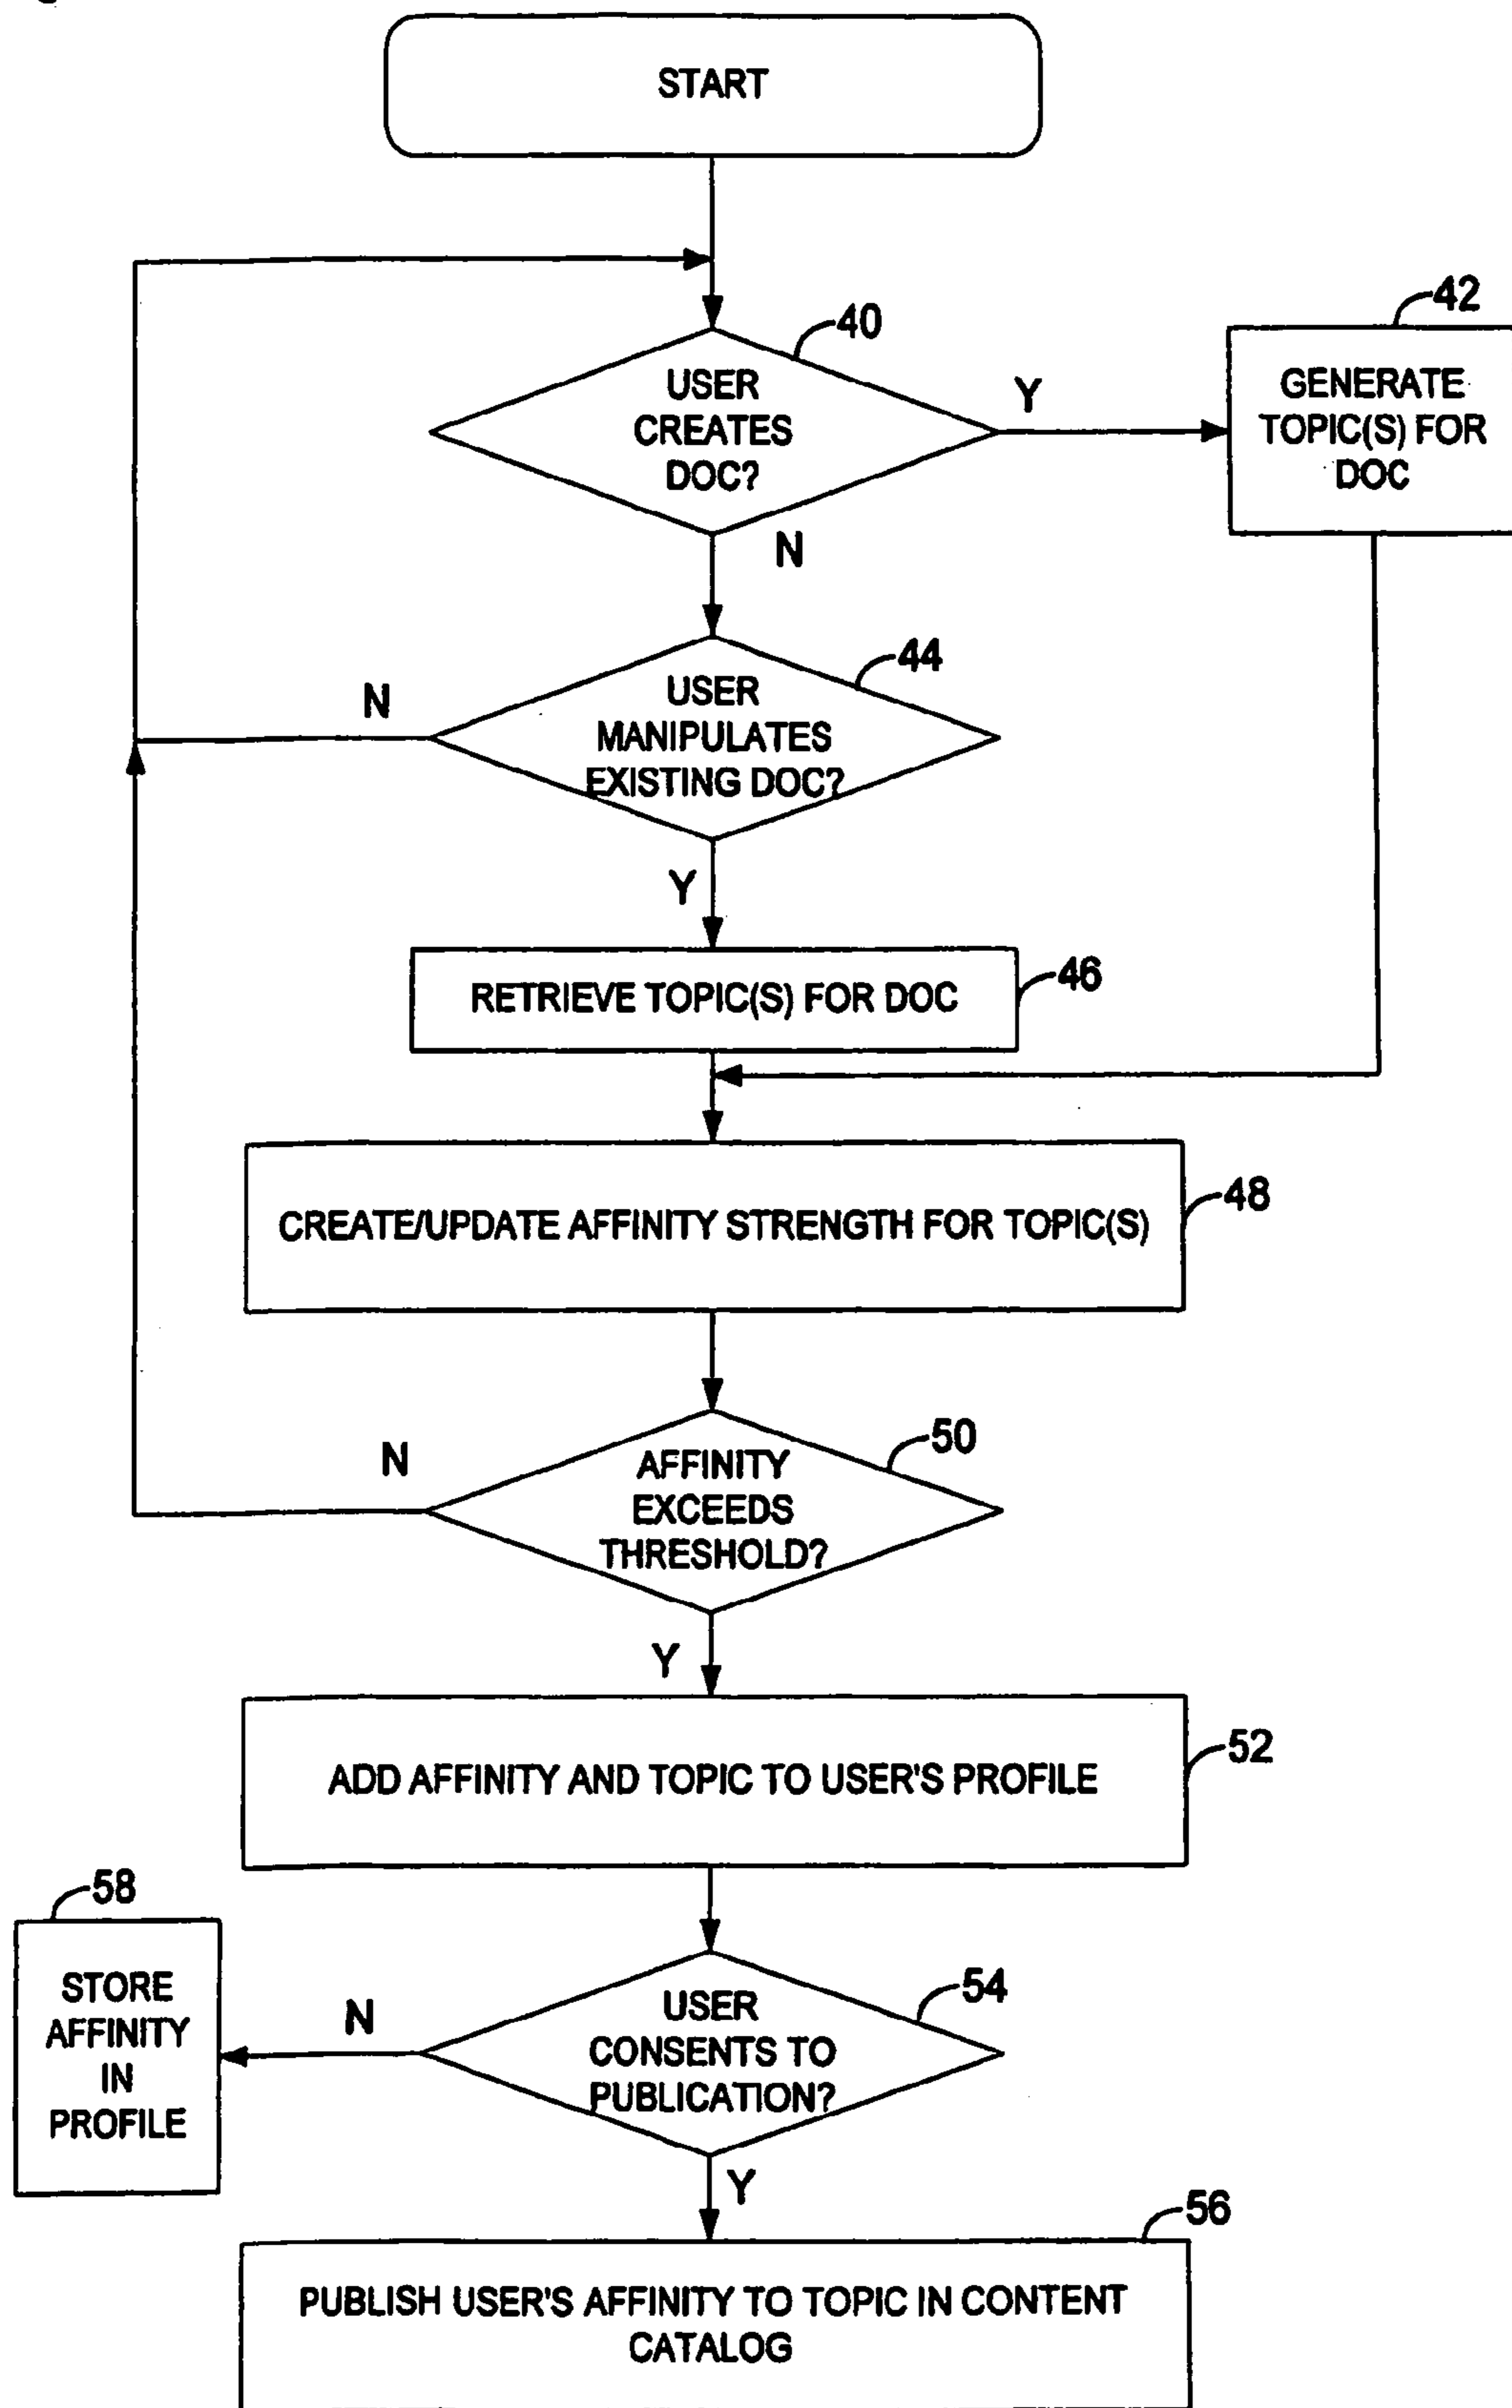 START
40
USER
CREATES
DOC?
Y
42
GENERATE
TOPIC(S) FOR
DOC
N
44
USER
MANIPULATES
EXISTING DOC?
N
Y
46
RETRIEVE TOPIC(S) FOR DOC
48
CREATE/UPDATE AFFINITY STRENGTH FOR TOPIC(S)
50
AFFINITY
EXCEEDS
THRESHOLD?
N
Y
52
ADD AFFINITY AND TOPIC TO USER'S PROFILE
54
USER
CONSENTS TO
PUBLICATION?
N
58
STORE
AFFINITY
IN
PROFILE
Y
56
PUBLISH USER'S AFFINITY TO TOPIC IN CONTENT
CATALOG